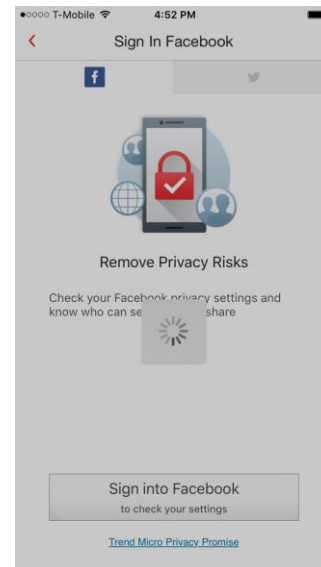 T-Mobile 4:52 PM
Sign In Facebook
f
Remove Privacy Risks
Check your Facebook privacy settings and
know who can se share
Sign into Facebook
to check your settings
Trend Micro Privacy Promise